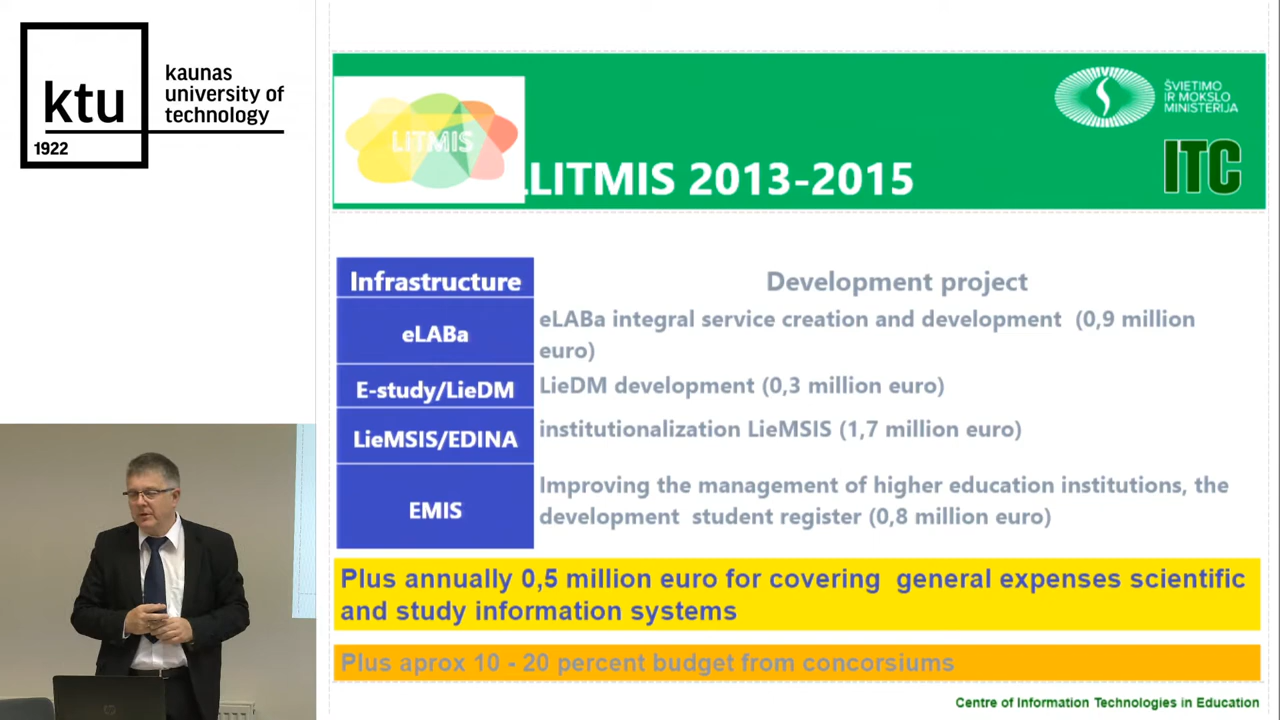 ktu
1922
kaunas
university of
technology
LiTMIS
LLITMIS 2013-2015
ŠVIETIMO
IR MOKSLO
MINISTERIJA
ITC
Infrastructure
Development project
eLABa
eLABa integral service creation and development (0,9 million
euro)
E-study/LieDM
LieDM development (0,3 million euro)
LieMSIS/EDINA
institutionalization LieMSIS (1,7 million euro)
EMIS
Improving the management of higher education institutions, the
development student register (0,8 million euro)
Plus annually 0,5 million euro for covering general expenses scientific
and study information systems
Plus aprox 10 - 20 percent budget from concorsiums
Centre of Information Technologies in Education
hp